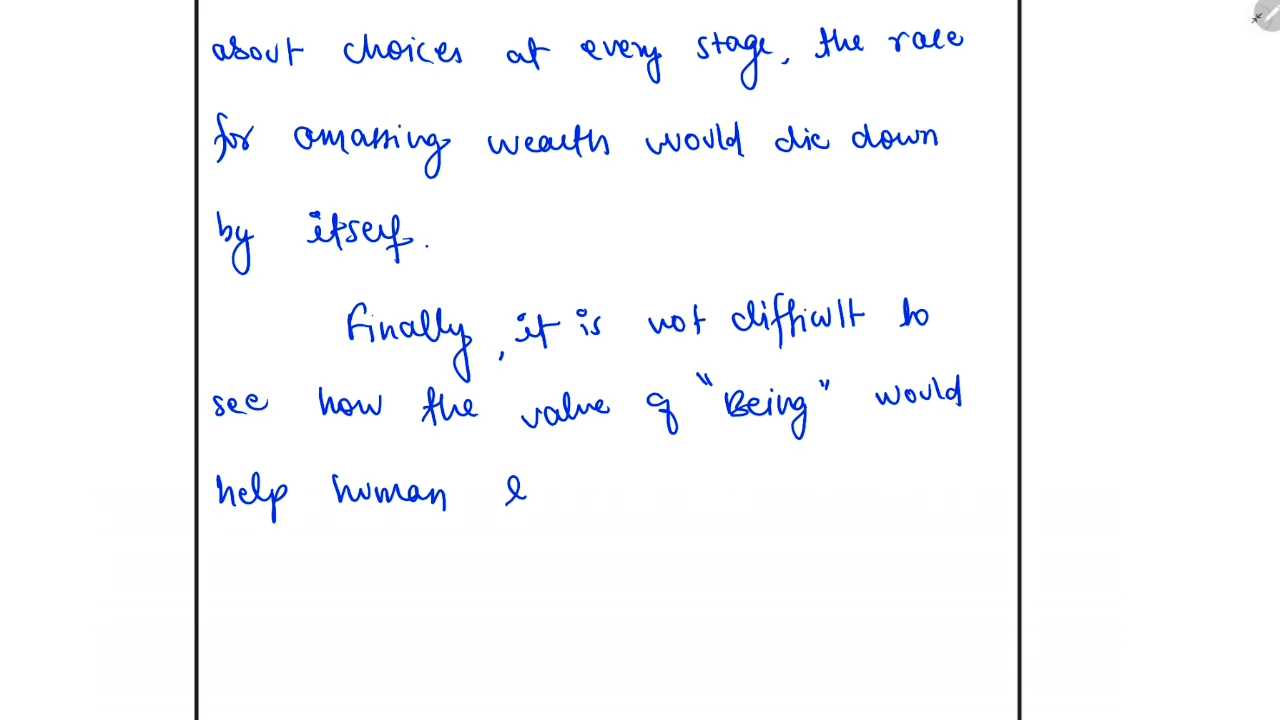 about choices at every stage, the race
for amassing wealth would die down
by itself.
Finally, it is not difficult to
see how the value of "Being" would
help human